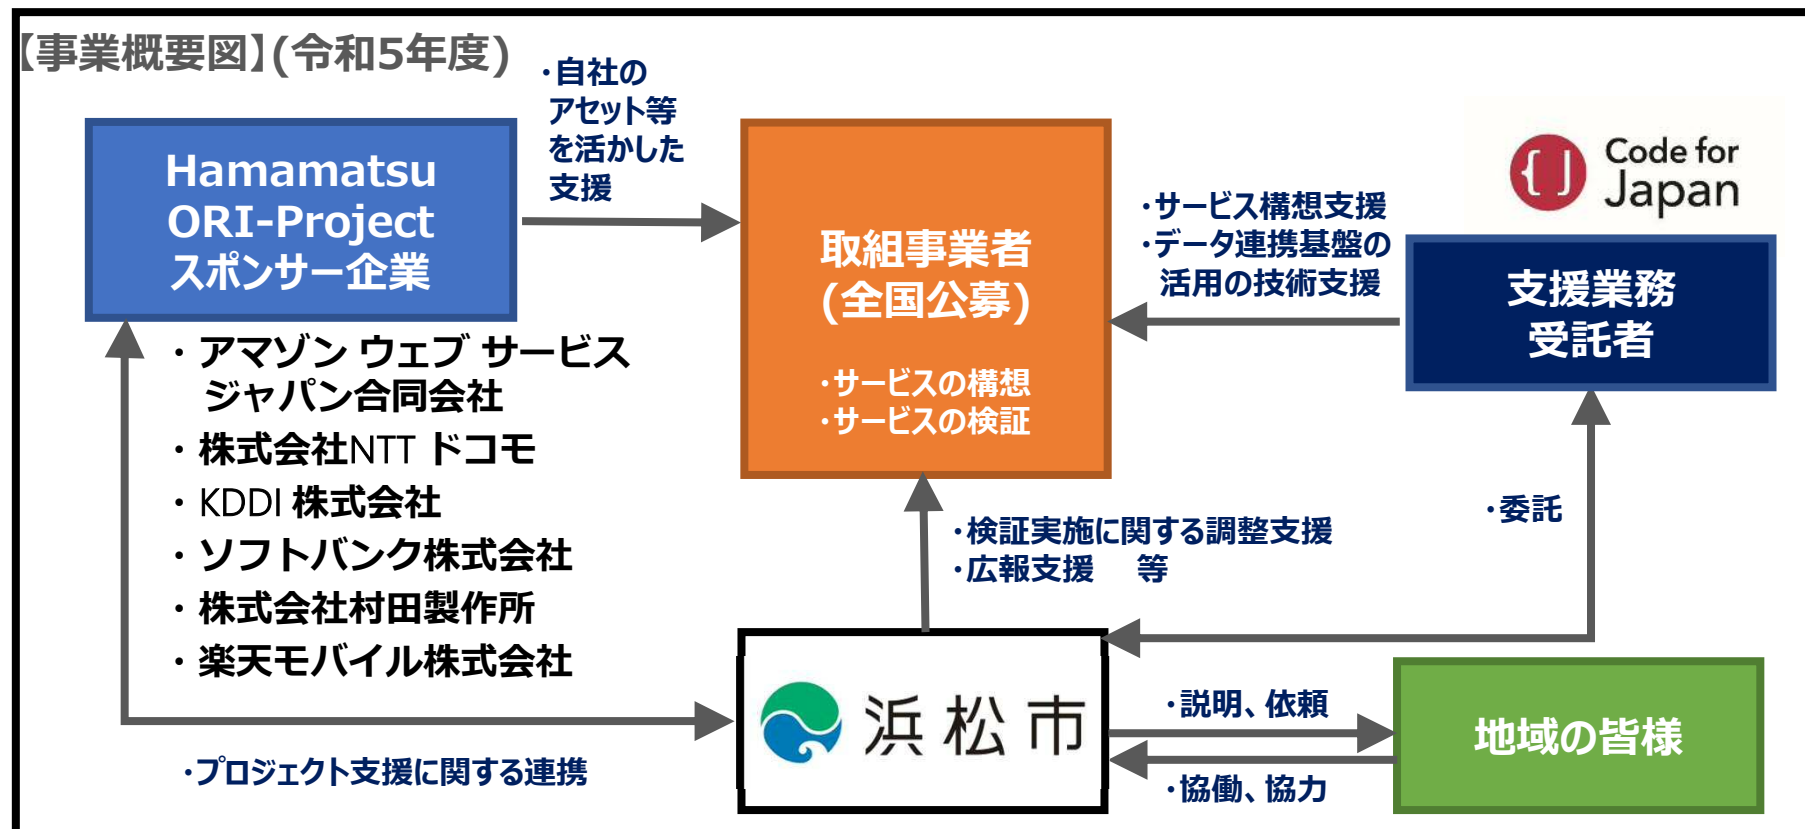 【事業概要図】(令和5年度)
・自社の
アセット等
を活かした
支援
Hamamatsu
ORI-Project
スポンサー企業
・アマゾン ウェブ サービス
ジャパン合同会社
・株式会社NTT ドコモ
・KDDI 株式会社
・ソフトバンク株式会社
・株式会社村田製作所
・楽天モバイル株式会社
・プロジェクト支援に関する連携
取組事業者
(全国公募)
・サービスの構想
・サービスの検証
・サービス構想支援
・データ連携基盤の
活用の技術支援
Code for
Japan
支援業務
受託者
・委託
・検証実施に関する調整支援
・広報支援 等
浜松市
・説明、依頼
・協働、協力
地域の皆様